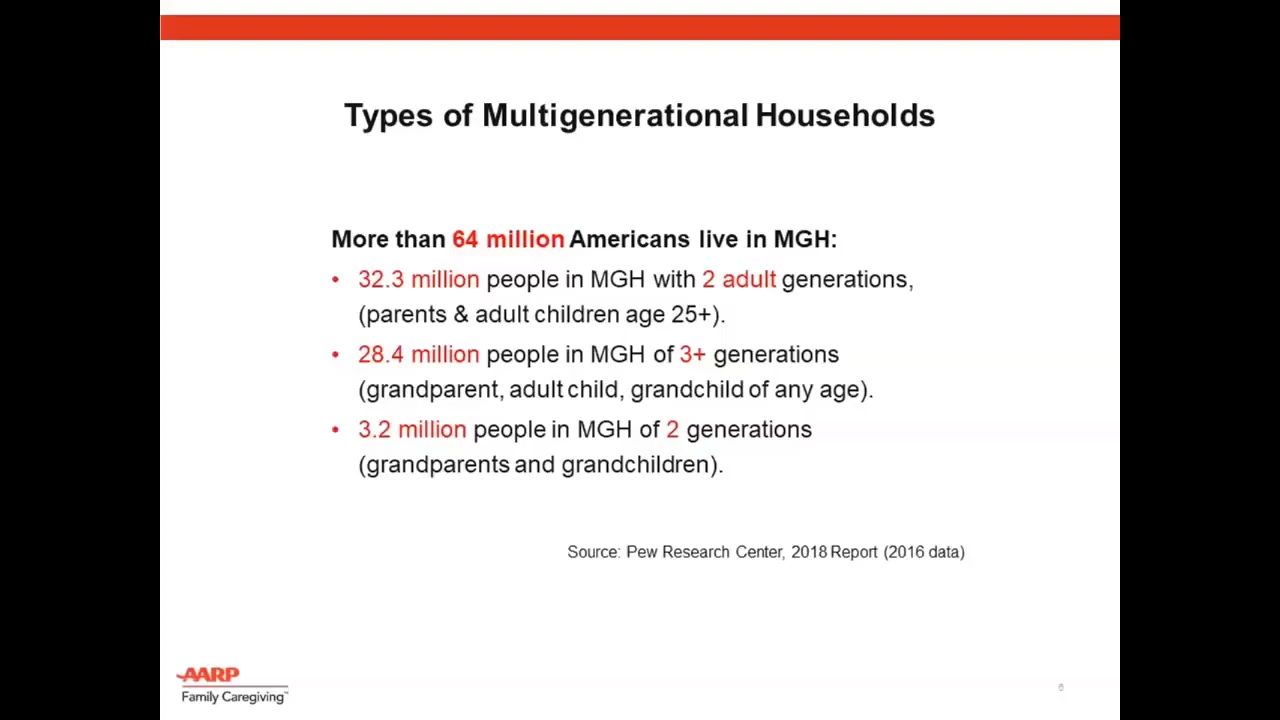 Types of Multigenerational Households
More than 64 million Americans live in MGH:
• 32.3 million people in MGH with 2 adult generations,
(parents & adult children age 25+).
• 28.4 million people in MGH of 3+ generations
(grandparent, adult child, grandchild of any age).
• 3.2 million people in MGH of 2 generations
(grandparents and grandchildren).
Source: Pew Research Center, 2018 Report (2016 data)
AARP
Family Caregiving™
6